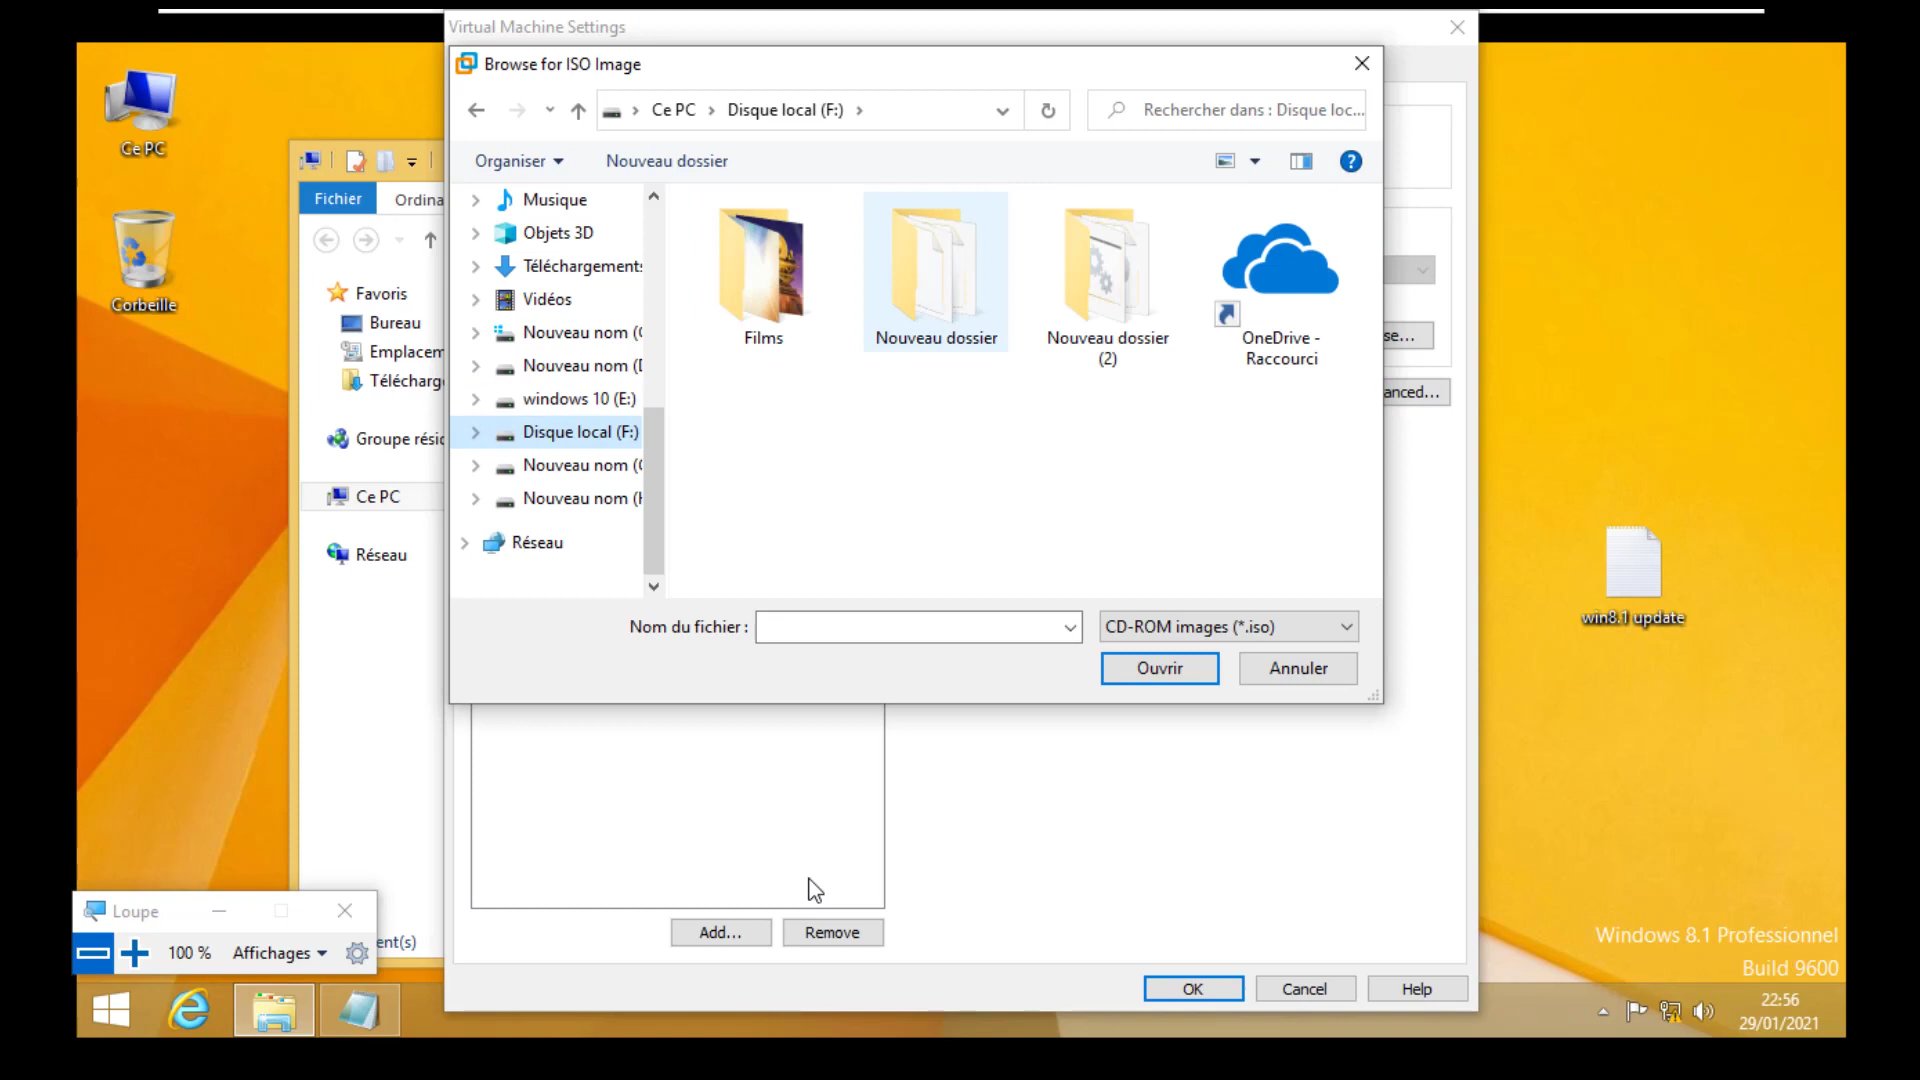 Virtual Machine Settings
Browse for ISO Image
Ce PC
Disque local (F:)
Rechercher dans : Disque loc...
Organiser
Nouveau dossier
Ce PC
Corbeille
Fichier
Ordina
Favoris
Bureau
Emplacem
Télécharg
Groupe résid
Ce PC
Réseau
Musique
Objets 3D
Téléchargements
Vidéos
Nouveau nom (
Nouveau nom (
windows 10 (E:)
Disque local (F:)
Nouveau nom (
Nouveau nom (
Réseau
Films
Nouveau dossier
Nouveau dossier
(2)
OneDrive -
Raccourci
se...
anced...
Nom du fichier :
CD-ROM images (*.iso)
Ouvrir
Annuler
win8.1 update
Add...
Remove
OK
Cancel
Help
Loupe
100 %
Affichages
ent(s)
Windows 8.1 Professionnel
Build 9600
22:56
29/01/2021